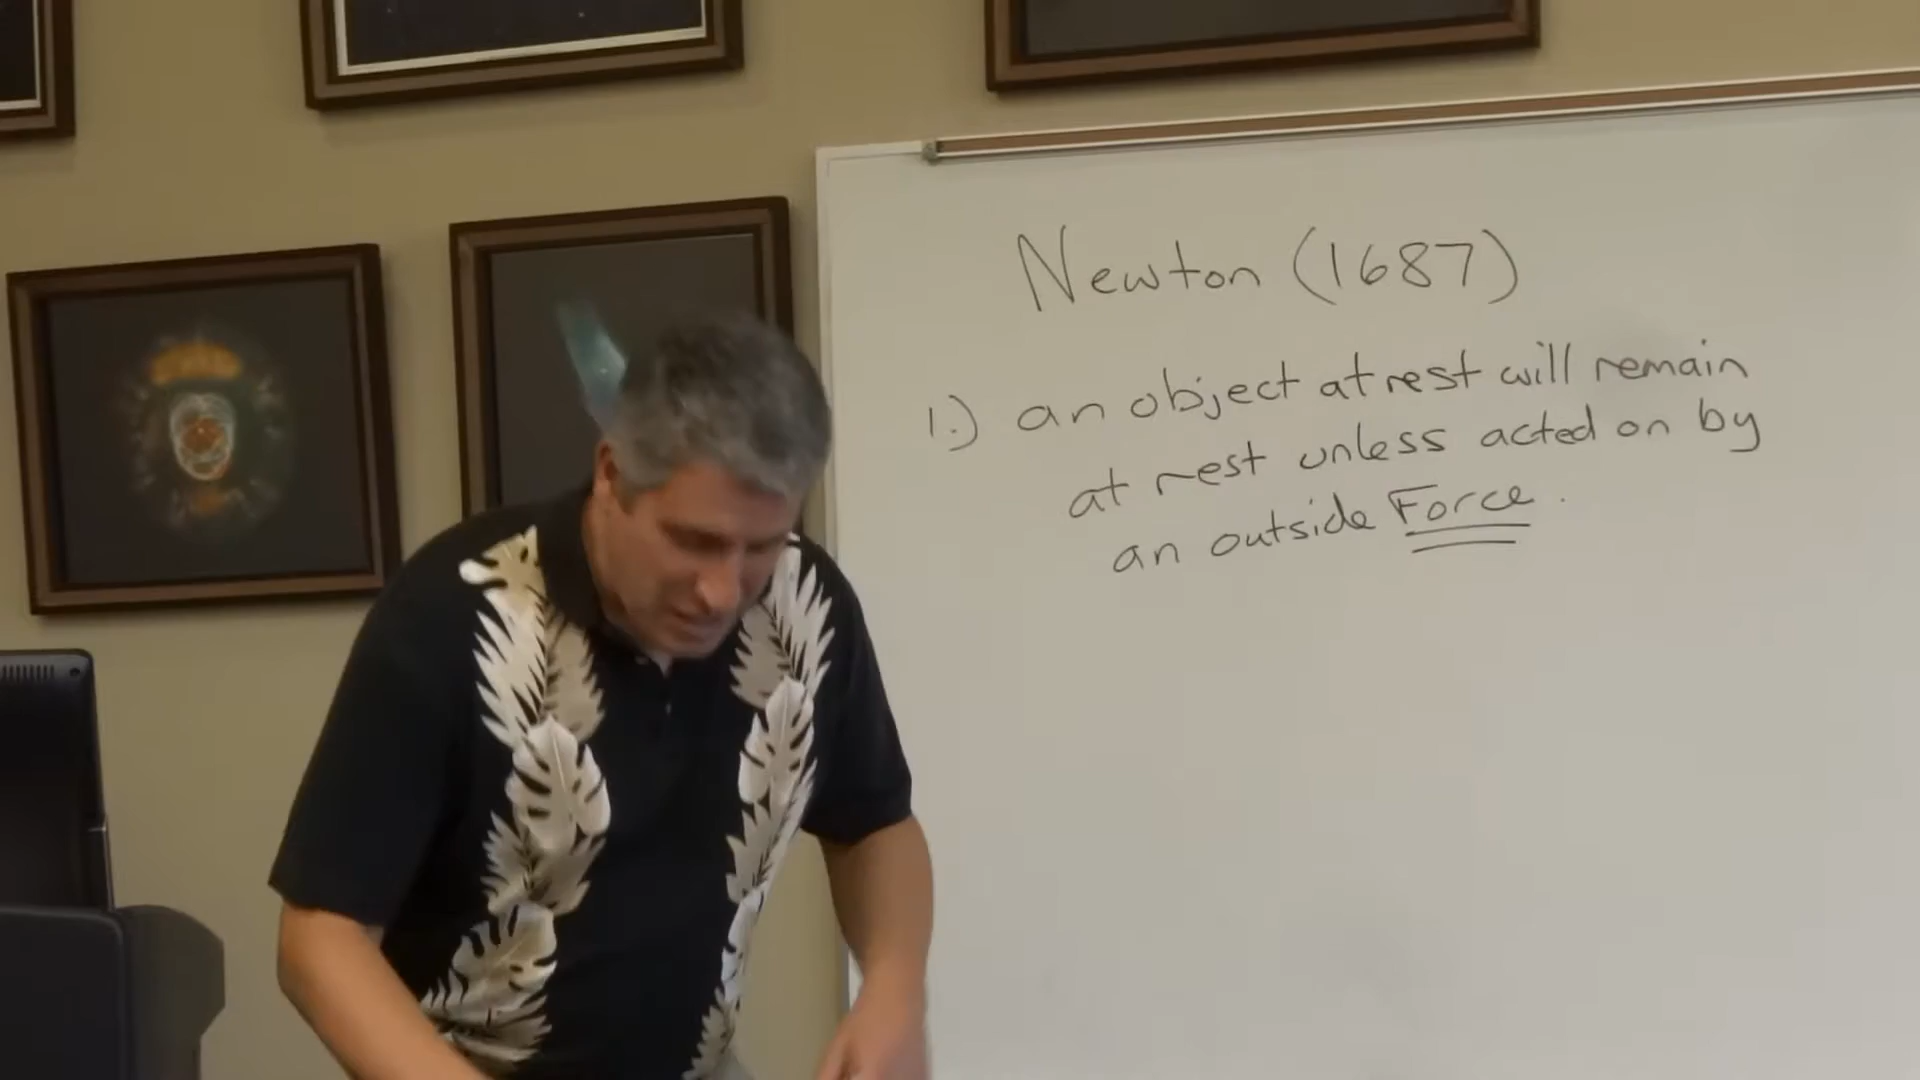 Newton (1687)
1.) an object at rest will remain
at rest unless acted on by
an outside Force.